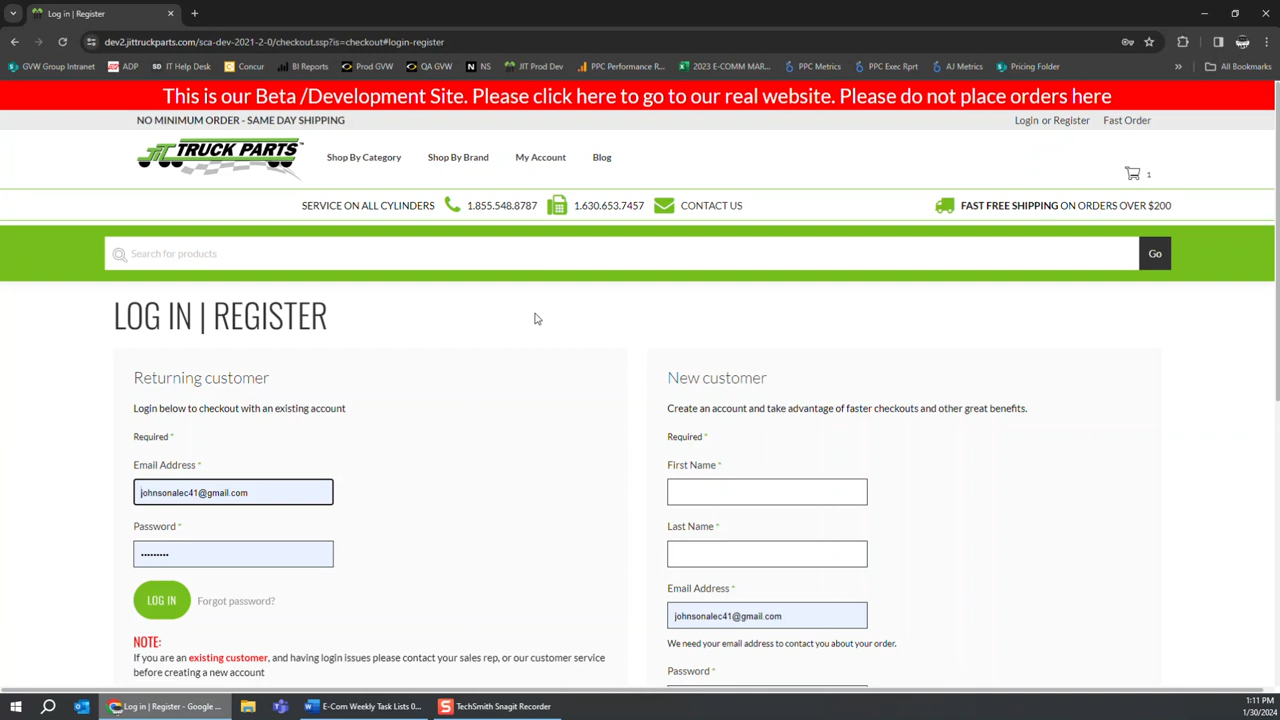 Log in | Register
dev2.jittruckparts.com/sca-dev-2021-2-0/checkout.ssp?is=checkout#login-register
GVW Group Intranet ADP IT Help Desk Concur BI Reports Prod GVW QA GVW NS JIT Prod Dev PPC Performance R... 2023 E-COMM MAR... PPC Metrics PPC Exec Rprt AJ Metrics Pricing Folder » All Bookmarks
This is our Beta /Development Site. Please click here to go to our real website. Please do not place orders here
NO MINIMUM ORDER - SAME DAY SHIPPING Login or Register Fast Order
JIT TRUCK PARTS Shop By Category Shop By Brand My Account Blog
1
SERVICE ON ALL CYLINDERS 1.855.548.8787 1.630.653.7457 CONTACT US FAST FREE SHIPPING ON ORDERS OVER $200
Search for products Go
LOG IN | REGISTER
Returning customer
Login below to checkout with an existing account
Required *
Email Address *
johnsonalec41@gmail.com
Password *
•••••••••
LOG IN Forgot password?
NOTE:
If you are an existing customer, and having login issues please contact your sales rep, or our customer service
before creating a new account
New customer
Create an account and take advantage of faster checkouts and other great benefits.
Required *
First Name *
Last Name *
Email Address *
johnsonalec41@gmail.com
We need your email address to contact you about your order.
Password *
Log in | Register - Google ... E-Com Weekly Task Lists 0... TechSmith Snagit Recorder 1:11 PM
1/30/2024